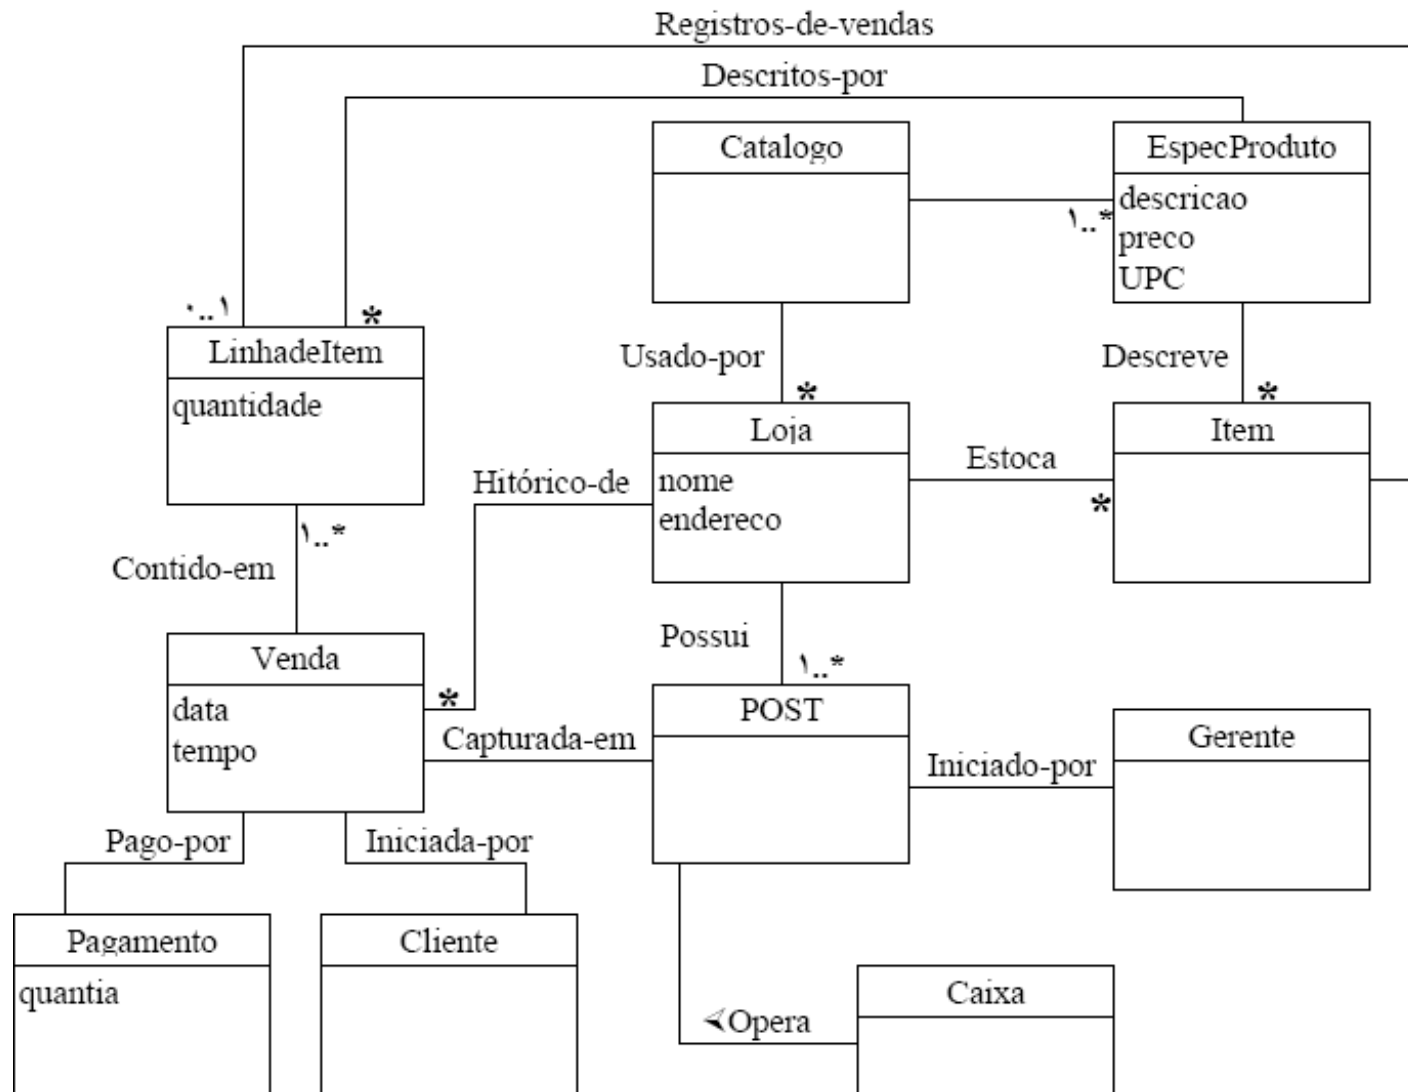 Registros-de-vendas
Descritos-por
Catalogo
EspecProduto
descricao
preco
UPC
١..*
٠..١
*
LinhadeItem
quantidade
Usado-por
*
Descreve
*
Loja
nome
endereco
Estoca
*
Item
Hitórico-de
١..*
Contido-em
Possui
١..*
Venda
data
tempo
*
Capturada-em
POST
Iniciado-por
Gerente
Pago-por
Iniciada-por
Pagamento
quantia
Cliente
⮘Opera
Caixa